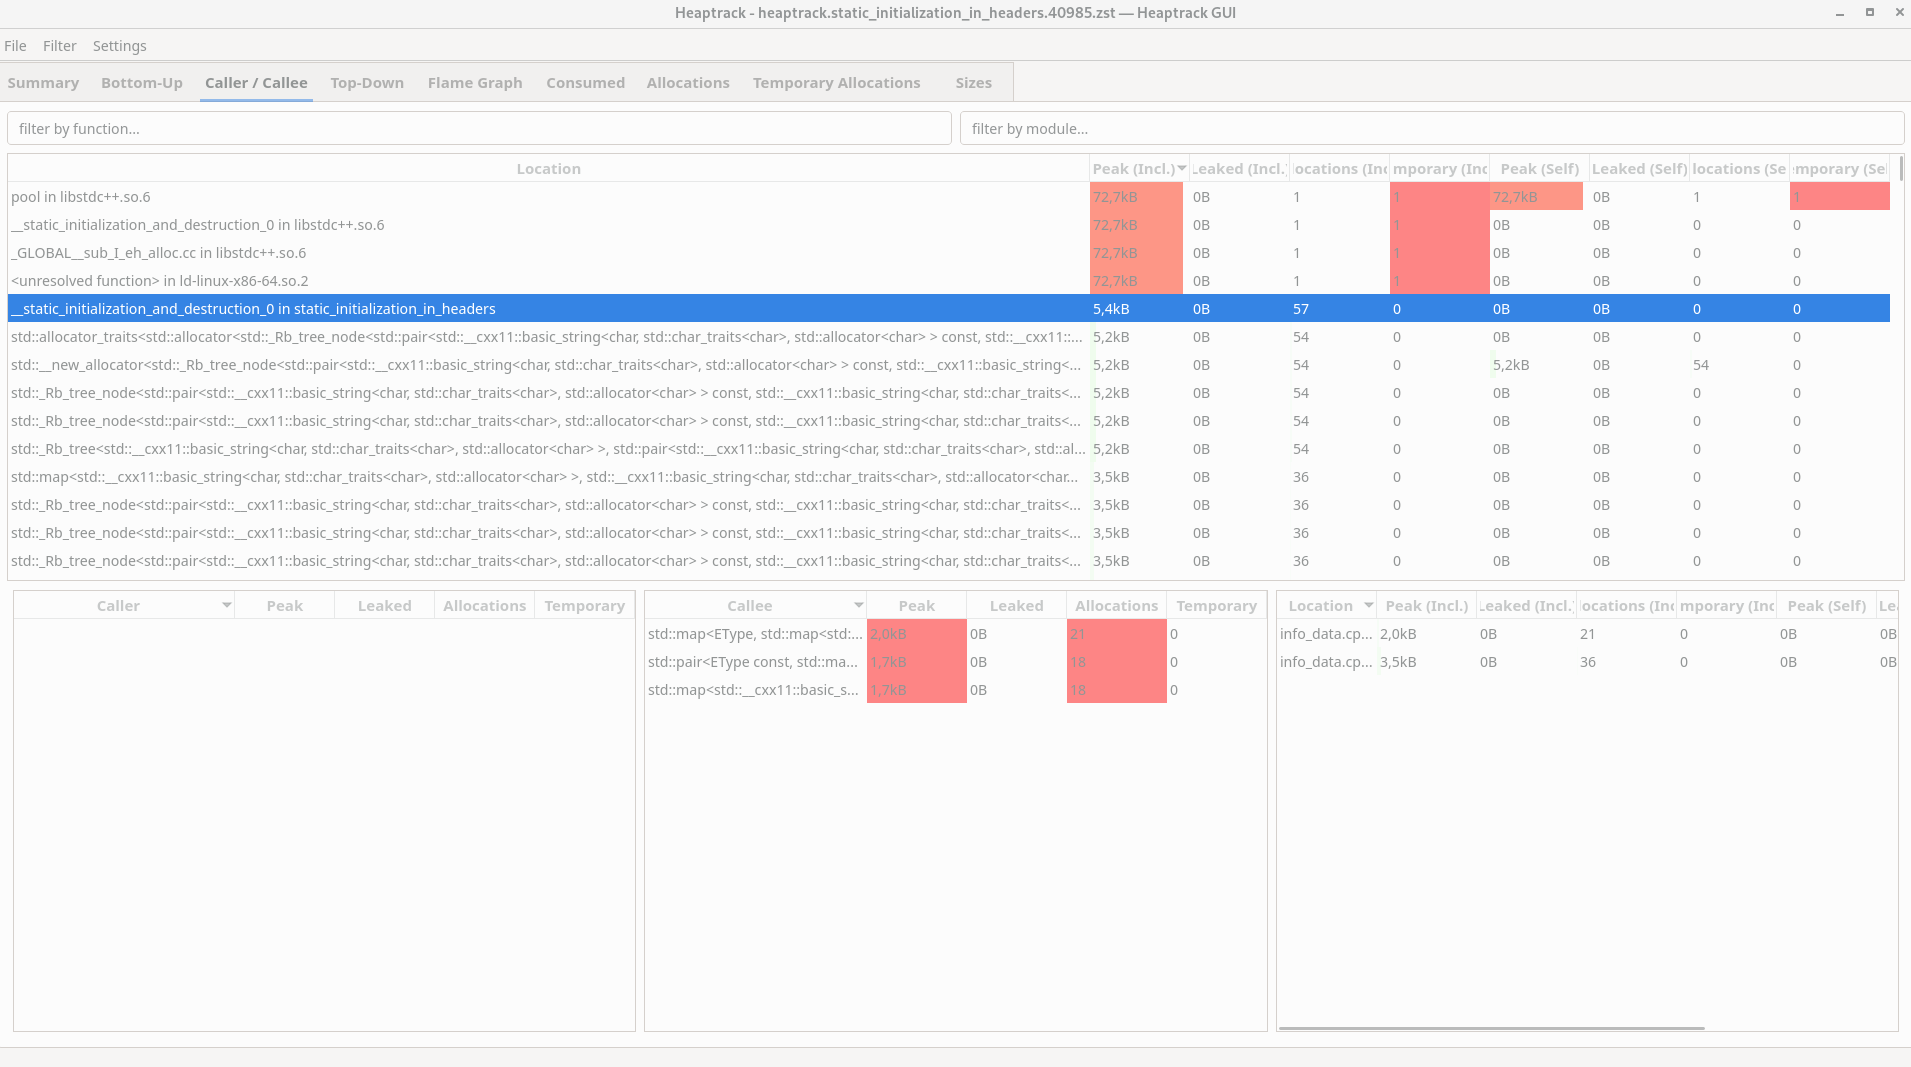 Heaptrack - heaptrack.static_initialization_in_headers.40985.zst — Heaptrack GUI
File Filter Settings
Summary Bottom-Up Caller / Callee Top-Down Flame Graph Consumed Allocations Temporary Allocations Sizes
filter by function... filter by module...
Location Peak (Incl.) Leaked (Incl. locations (Inc mporary (Inc Peak (Self) Leaked (Self) locations (Se mporary (Sel
pool in libstdc++.so.6 72,7kB 0B 1 1 72,7kB 0B 1 1
__static_initialization_and_destruction_0 in libstdc++.so.6 72,7kB 0B 1 1 0B 0B 0 0
_GLOBAL__sub_I_eh_alloc.cc in libstdc++.so.6 72,7kB 0B 1 1 0B 0B 0 0
<unresolved function> in ld-linux-x86-64.so.2 72,7kB 0B 1 1 0B 0B 0 0
__static_initialization_and_destruction_0 in static_initialization_in_headers 5,4kB 0B 57 0 0B 0B 0 0
std::allocator_traits<std::allocator<std::_Rb_tree_node<std::pair<std::__cxx11::basic_string<char, std::char_traits<char>, std::allocator<char> > const, std::__cxx11::... 5,2kB 0B 54 0 0B 0B 0 0
std::__new_allocator<std::_Rb_tree_node<std::pair<std::__cxx11::basic_string<char, std::char_traits<char>, std::allocator<char> > const, std::__cxx11::basic_string<... 5,2kB 0B 54 0 5,2kB 0B 54 0
std::_Rb_tree_node<std::pair<std::__cxx11::basic_string<char, std::char_traits<char>, std::allocator<char> > const, std::__cxx11::basic_string<char, std::char_traits<... 5,2kB 0B 54 0 0B 0B 0 0
std::_Rb_tree_node<std::pair<std::__cxx11::basic_string<char, std::char_traits<char>, std::allocator<char> > const, std::__cxx11::basic_string<char, std::char_traits<... 5,2kB 0B 54 0 0B 0B 0 0
std::_Rb_tree<std::__cxx11::basic_string<char, std::char_traits<char>, std::allocator<char> >, std::pair<std::__cxx11::basic_string<char, std::char_traits<char>, std::al... 5,2kB 0B 54 0 0B 0B 0 0
std::map<std::__cxx11::basic_string<char, std::char_traits<char>, std::allocator<char> >, std::__cxx11::basic_string<char, std::char_traits<char>, std::allocator<char... 3,5kB 0B 36 0 0B 0B 0 0
std::_Rb_tree_node<std::pair<std::__cxx11::basic_string<char, std::char_traits<char>, std::allocator<char> > const, std::__cxx11::basic_string<char, std::char_traits<... 3,5kB 0B 36 0 0B 0B 0 0
std::_Rb_tree_node<std::pair<std::__cxx11::basic_string<char, std::char_traits<char>, std::allocator<char> > const, std::__cxx11::basic_string<char, std::char_traits<... 3,5kB 0B 36 0 0B 0B 0 0
std::_Rb_tree_node<std::pair<std::__cxx11::basic_string<char, std::char_traits<char>, std::allocator<char> > const, std::__cxx11::basic_string<char, std::char_traits<... 3,5kB 0B 36 0 0B 0B 0 0
Caller Peak Leaked Allocations Temporary
Callee Peak Leaked Allocations Temporary
std::map<EType, std::map<std:... 2,0kB 0B 21 0
std::pair<EType const, std::ma... 1,7kB 0B 18 0
std::map<std::__cxx11::basic_s... 1,7kB 0B 18 0
Location Peak (Incl.) Leaked (Incl. locations (Inc mporary (Inc Peak (Self) Lea
info_data.cp... 2,0kB 0B 21 0 0B 0B
info_data.cp... 3,5kB 0B 36 0 0B 0B